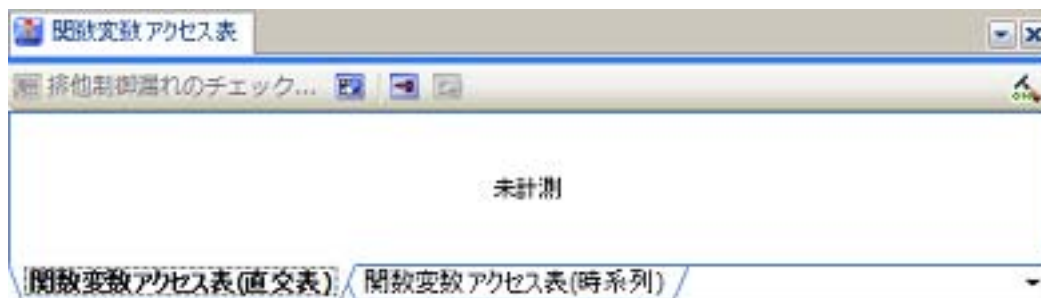 関数変数アクセス表
排他制御漏れのチェック...
未計測
関数変数アクセス表(直交表) 関数変数アクセス表(時系列)